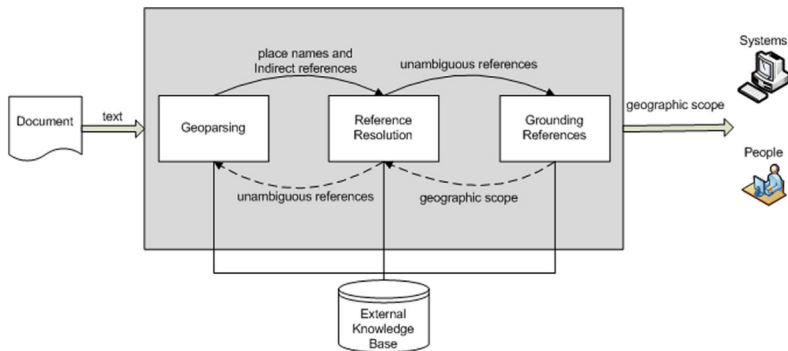 Systems
place names and
Indirect references
unambiguous references
geographic scope
Document
text
Geoparsing
Reference
Resolution
Grounding
References
People
unambiguous references
geographic scope
External
Knowledge
Base